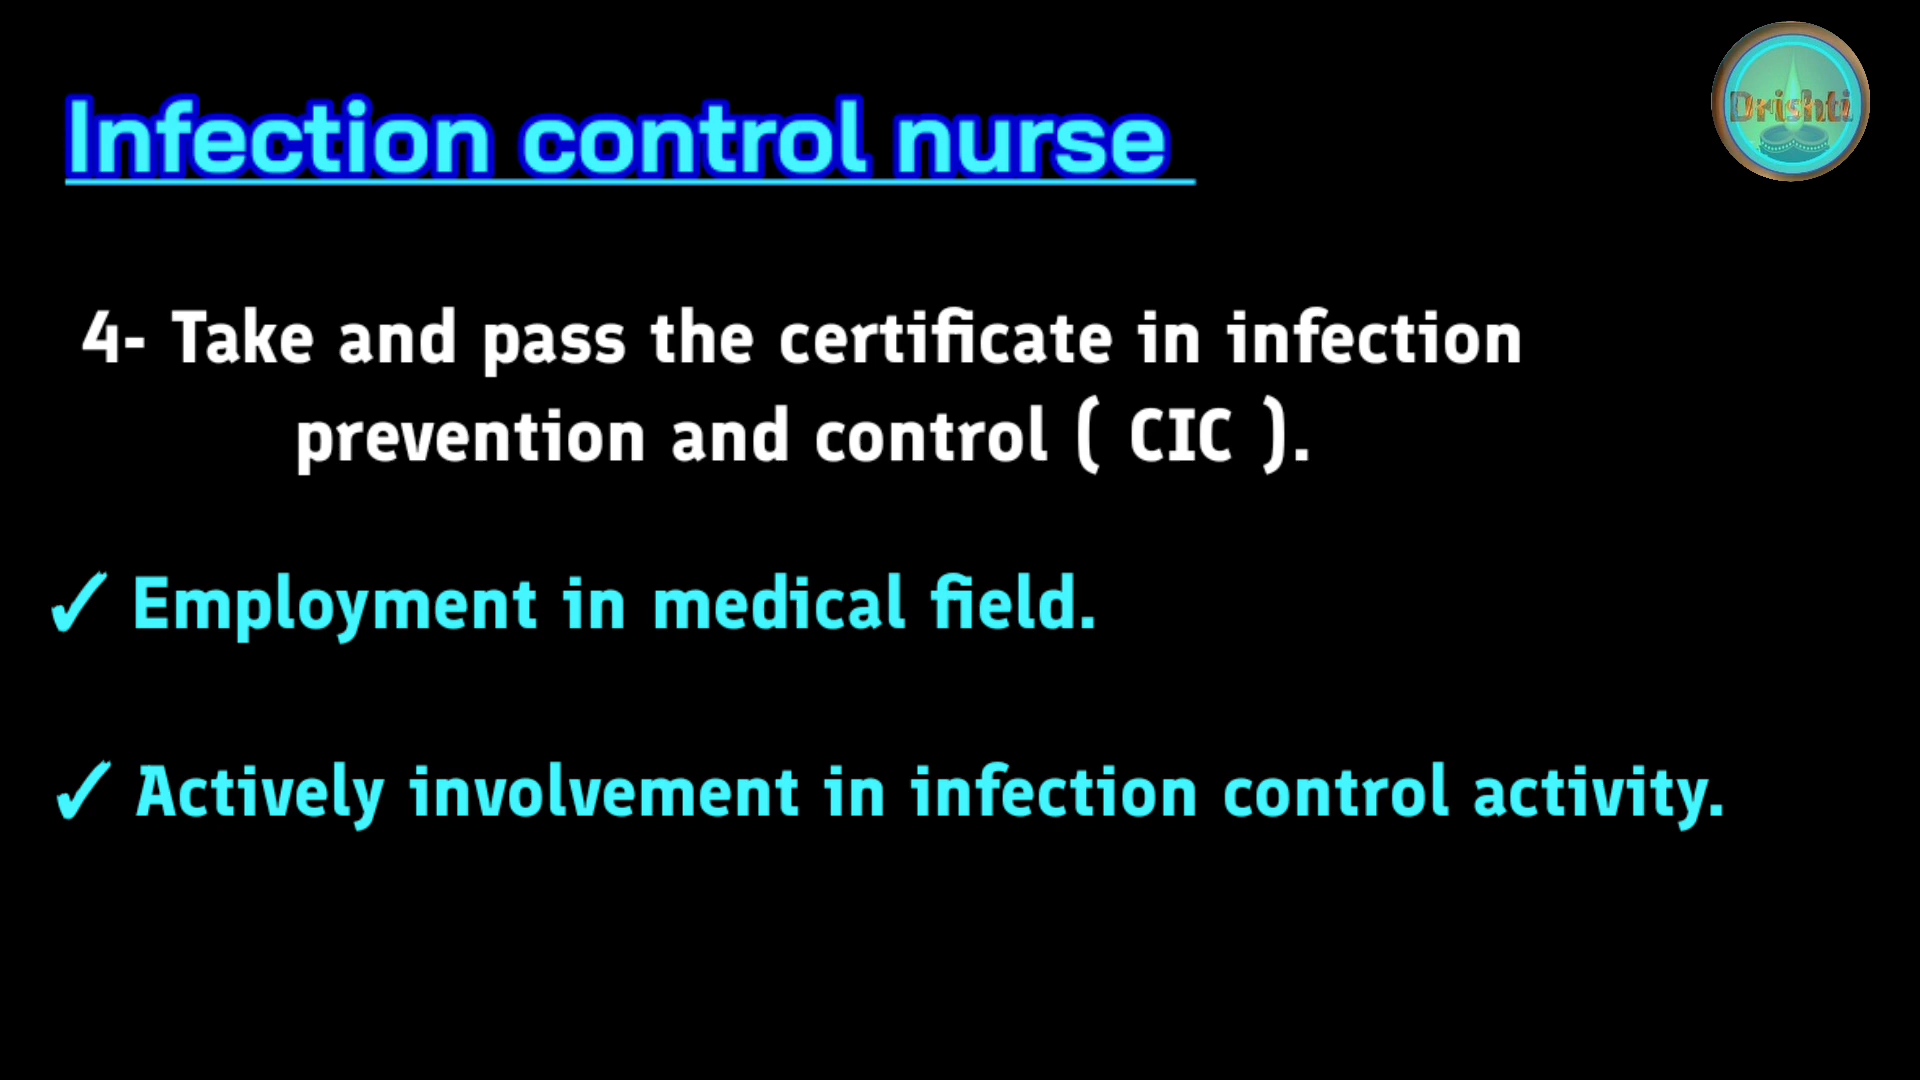 Drishti
Infection control nurse
4- Take and pass the certificate in infection
prevention and control ( CIC ).
✓ Employment in medical field.
✓ Actively involvement in infection control activity.